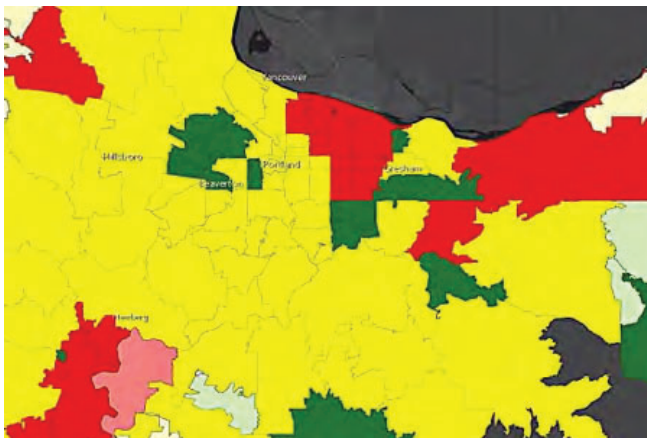 Vancouver
Hillsboro
Portland
Beaverton
Gresham
Newberg